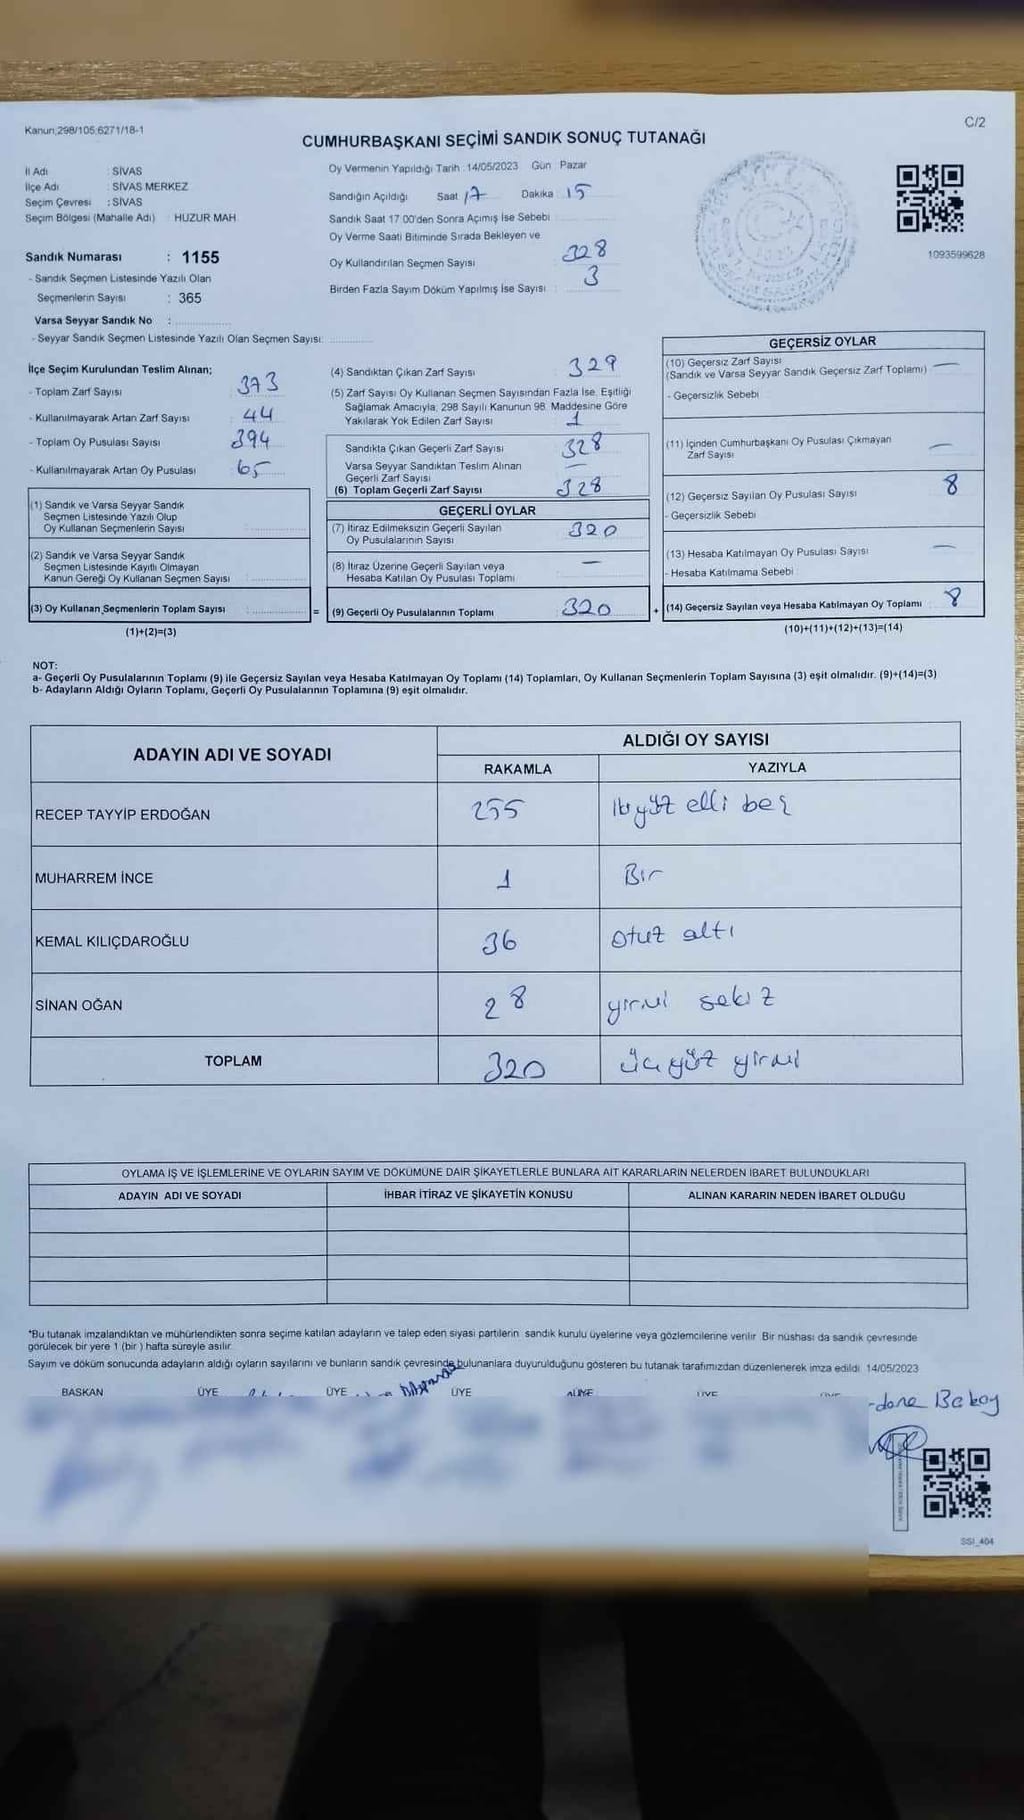 Kanun;298/105;6271/18-1
C/2
CUMHURBAŞKANI SEÇİMİ SANDIK SONUÇ TUTANAĞI
İl Adı : SİVAS
İlçe Adı : SİVAS MERKEZ
Seçim Çevresi : SİVAS
Seçim Bölgesi (Mahalle Adı) : HUZUR MAH.
Sandık Numarası : 1155
- Sandık Seçmen Listesinde Yazılı Olan
Seçmenlerin Sayısı : 365
Varsa Seyyar Sandık No :
- Seyyar Sandık Seçmen Listesinde Yazılı Olan Seçmen Sayısı:
Oy Vermenin Yapıldığı Tarih : 14/05/2023 Gün : Pazar
Sandığın Açıldığı Saat 17 Dakika : 15
Sandık Saat 17:00'den Sonra Açımış İse Sebebi
Oy Verme Saati Bitiminde Sırada Bekleyen ve
Oy Kullandırılan Seçmen Sayısı 328
Birden Fazla Sayım Döküm Yapılmış İse Sayısı : 3
1093599628
İlçe Seçim Kurulundan Teslim Alınan;
- Toplam Zarf Sayısı 373
- Kullanılmayarak Artan Zarf Sayısı : 44
- Toplam Oy Pusulası Sayısı : 394
- Kullanılmayarak Artan Oy Pusulası : 65
(1) Sandık ve Varsa Seyyar Sandık
Seçmen Listesinde Yazılı Olup
Oy Kullanan Seçmenlerin Sayısı :
(2) Sandık ve Varsa Seyyar Sandık
Seçmen Listesinde Kayıtlı Olmayan
Kanun Gereği Oy Kullanan Seçmen Sayısı :
(3) Oy Kullanan Seçmenlerin Toplam Sayısı :
(1)+(2)=(3)
(4) Sandıktan Çıkan Zarf Sayısı : 329
(5) Zarf Sayısı Oy Kullanan Seçmen Sayısından Fazla İse, Eşitliği
Sağlamak Amacıyla; 298 Sayılı Kanunun 98. Maddesine Göre
Yakılarak Yok Edilen Zarf Sayısı : 1
Sandıkta Çıkan Geçerli Zarf Sayısı : 328
Varsa Seyyar Sandıktan Teslim Alınan
Geçerli Zarf Sayısı : —
(6) Toplam Geçerli Zarf Sayısı : 328
GEÇERLİ OYLAR
(7) İtiraz Edilmeksizin Geçerli Sayılan
Oy Pusulalarının Sayısı : 320
(8) İtiraz Üzerine Geçerli Sayılan veya
Hesaba Katılan Oy Pusulası Toplamı : —
= (9) Geçerli Oy Pusulalarının Toplamı : 320
GEÇERSİZ OYLAR
(10) Geçersiz Zarf Sayısı
(Sandık ve Varsa Seyyar Sandık Geçersiz Zarf Toplamı) : —
- Geçersizlik Sebebi
(11) İçinden Cumhurbaşkanı Oy Pusulası Çıkmayan
Zarf Sayısı : —
(12) Geçersiz Sayılan Oy Pusulası Sayısı : 8
- Geçersizlik Sebebi
(13) Hesaba Katılmayan Oy Pusulası Sayısı : —
- Hesaba Katılmama Sebebi
+ (14) Geçersiz Sayılan veya Hesaba Katılmayan Oy Toplamı : 8
(10)+(11)+(12)+(13)=(14)
NOT:
a- Geçerli Oy Pusulalarının Toplamı (9) ile Geçersiz Sayılan veya Hesaba Katılmayan Oy Toplamı (14) Toplamları, Oy Kullanan Seçmenlerin Toplam Sayısına (3) eşit olmalıdır. (9)+(14)=(3)
b- Adayların Aldığı Oyların Toplamı, Geçerli Oy Pusulalarının Toplamına (9) eşit olmalıdır.
ADAYIN ADI VE SOYADI
ALDIĞI OY SAYISI
RAKAMLA YAZIYLA
RECEP TAYYİP ERDOĞAN 255 ikiyüz elli beş
MUHARREM İNCE 1 Bir
KEMAL KILIÇDAROĞLU 36 otuz altı
SİNAN OĞAN 28 yirmi sekiz
TOPLAM 320 üçyüz yirmi
OYLAMA İŞ VE İŞLEMLERİNE VE OYLARIN SAYIM VE DÖKÜMÜNE DAİR ŞİKAYETLERLE BUNLARA AİT KARARLARIN NELERDEN İBARET BULUNDUKLARI
ADAYIN ADI VE SOYADI İHBAR İTİRAZ VE ŞİKAYETİN KONUSU ALINAN KARARIN NEDEN İBARET OLDUĞU
*Bu tutanak imzalandıktan ve mühürlendikten sonra seçime katılan adayların ve talep eden siyasi partilerin sandık kurulu üyelerine veya gözlemcilerine verilir. Bir nüshası da sandık çevresinde
görülecek bir yere 1 (bir ) hafta süreyle asılır.
Sayım ve döküm sonucunda adayların aldığı oyların sayılarını ve bunların sandık çevresinde bulunanlara duyurulduğunu gösteren bu tutanak tarafımızdan düzenlenerek imza edildi. 14/05/2023
BAŞKAN ÜYE ÜYE ÜYE
SSI_404